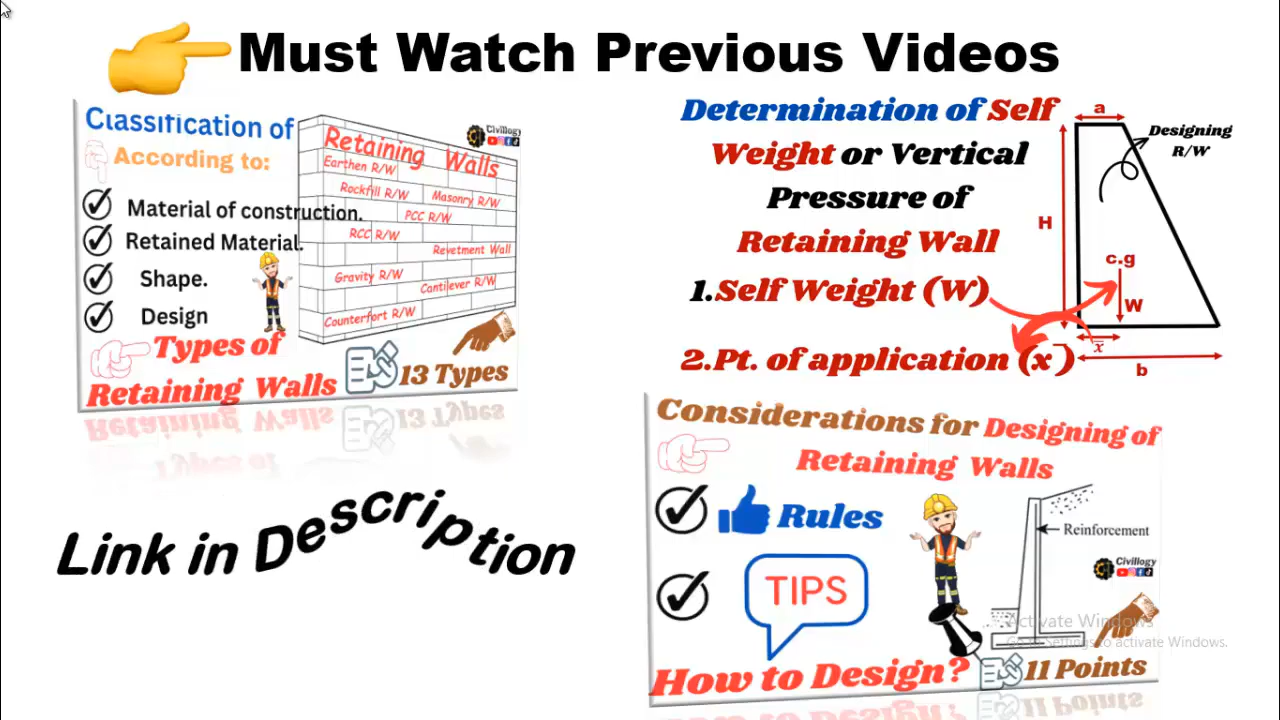 Must Watch Previous Videos
Classification of
According to:
Material of construction.
Retained Material.
Shape.
Design
Types of
Retaining Walls
13 Types
Retaining Walls
Earthen R/W
Rockfill R/W
Masonry R/W
PCC R/W
RCC R/W
Revetment Wall
Gravity R/W
Cantilever R/W
Counterfort R/W
Civillogy
Determination of Self
Weight or Vertical
Pressure of
Retaining Wall
1.Self Weight (W)
2.Pt. of application (x̄)
a
Designing
R/W
H
c.g
W
x̄
b
Link in Description
Considerations for Designing of
Retaining Walls
Rules
TIPS
How to Design?
Reinforcement
Civillogy
11 Points
Activate Windows
Go to Settings to activate Windows.